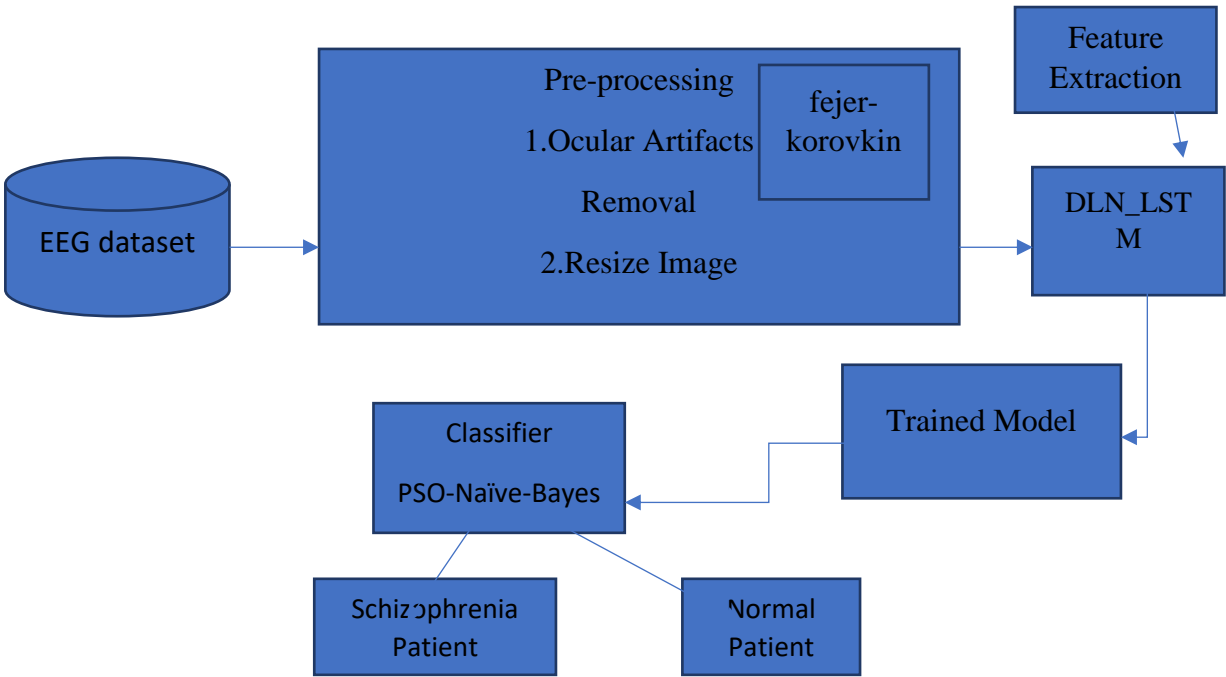 EEG dataset
Pre-processing
1.Ocular Artifacts
Removal
2.Resize Image
fejer-
korovkin
Feature
Extraction
DLN_LST
M
Trained Model
Classifier
PSO-Naïve-Bayes
Schizophrenia
Patient
Normal
Patient